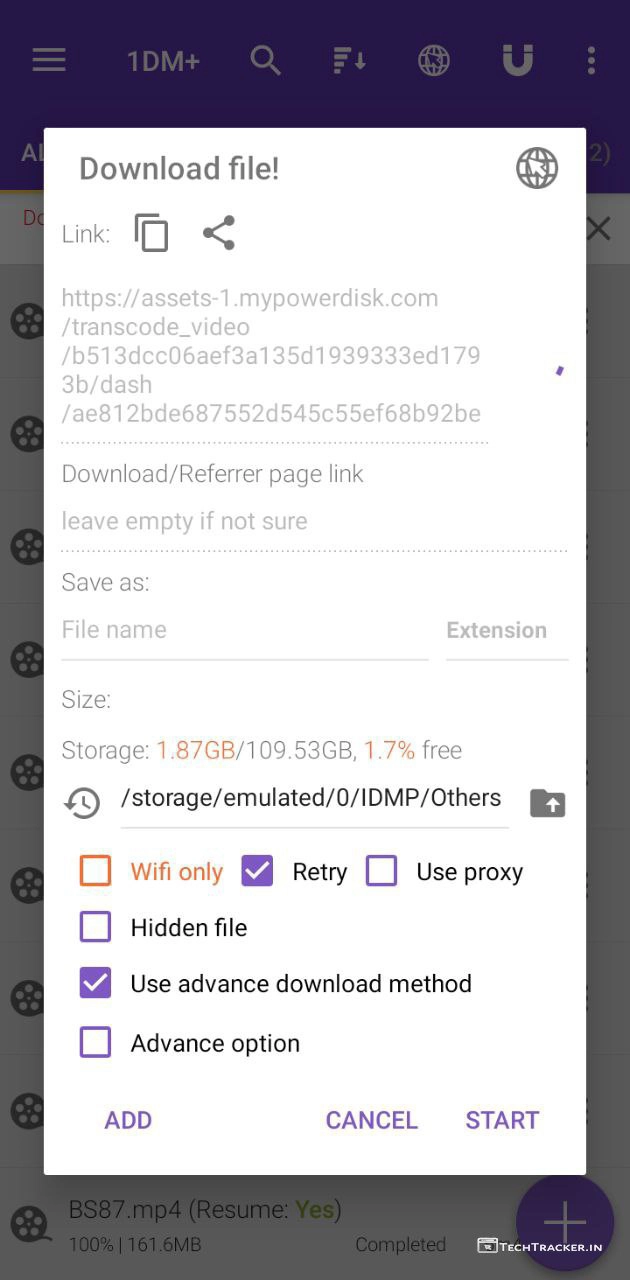 1DM+
AL
2)
Download file!
Do
Link:
https://assets-1.mypowerdisk.com
/transcode_video
/b513dcc06aef3a135d1939333ed179
3b/dash
/ae812bde687552d545c55ef68b92be
Download/Referrer page link
leave empty if not sure
Save as:
File name Extension
Size:
Storage: 1.87GB/109.53GB, 1.7% free
/storage/emulated/0/IDMP/Others
Wifi only Retry Use proxy
Hidden file
Use advance download method
Advance option
ADD CANCEL START
BS87.mp4 (Resume: Yes)
100% | 161.6MB Completed
TechTracker.in